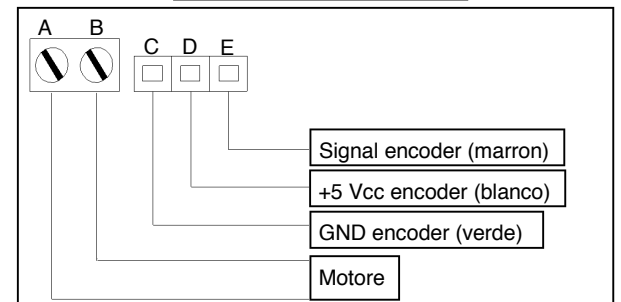 A B
C D E
Signal encoder (marron)
+5 Vcc encoder (blanco)
GND encoder (verde)
Motore